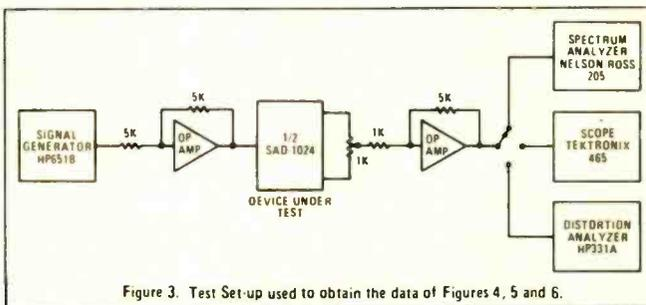 SIGNAL
GENERATOR
HP651B
5K
5K
OP
AMP
1/2
SAD-1024
DEVICE UNDER
TEST
1K
1K
5K
OP
AMP
SPECTRUM
ANALYZER
NELSON ROSS
205
SCOPE
TEKTRONIX
465
DISTORTION
ANALYZER
HP331A
Figure 3. Test Set-up used to obtain the data of Figures 4, 5 and 6.